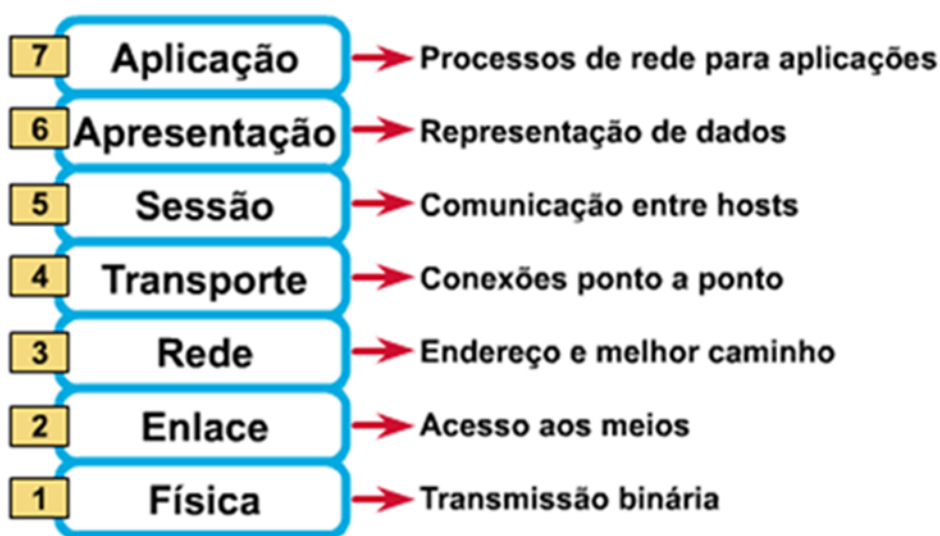 7 Aplicação Processos de rede para aplicações
6 Apresentação Representação de dados
5 Sessão Comunicação entre hosts
4 Transporte Conexões ponto a ponto
3 Rede Endereço e melhor caminho
2 Enlace Acesso aos meios
1 Física Transmissão binária